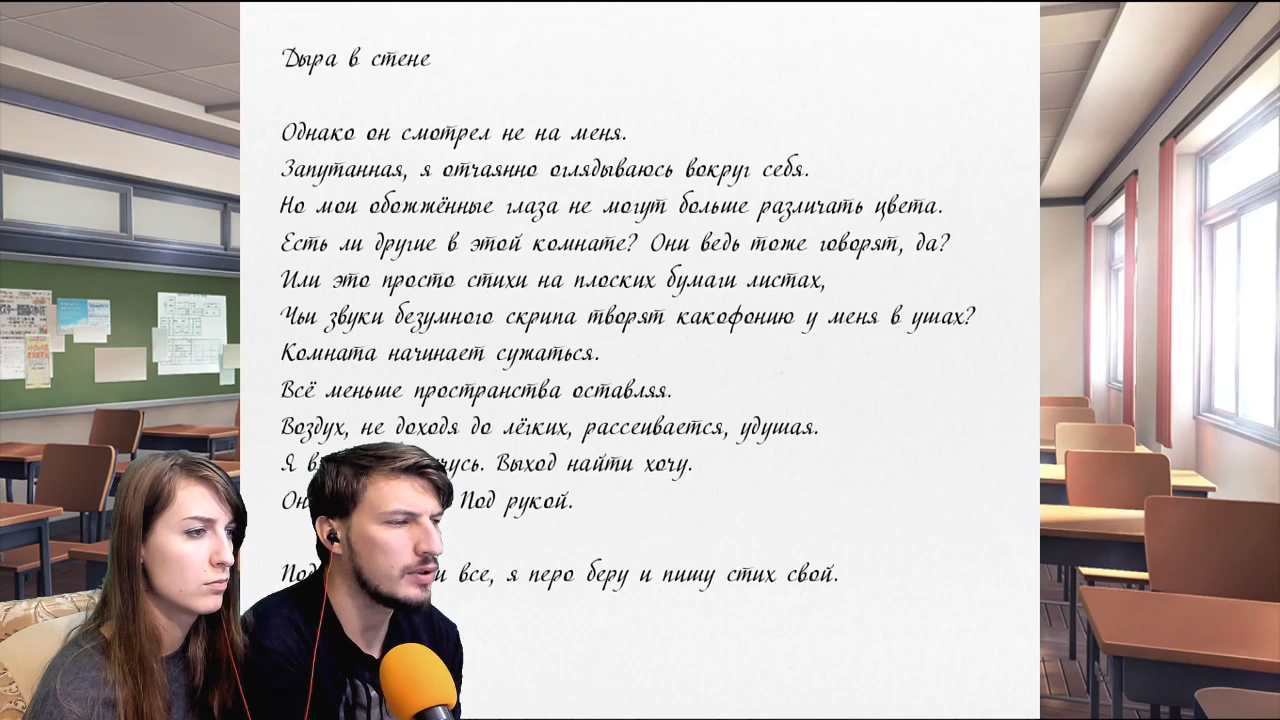 Дыра в стене
Однако он смотрел не на меня.
Запутанная, я отчаянно оглядываюсь вокруг себя.
Но мои обожжённые глаза не могут больше различать цвета.
Есть ли другие в этой комнате? Они ведь тоже говорят, да?
Или это просто стихи на плоских бумаги листах,
Чьи звуки безумного скрипа творят какофонию у меня в ушах?
Комната начинает сужаться.
Всё меньше пространства оставляя.
Воздух, не доходя до лёгких, рассеивается, удушая.
Я Выход найти хочу.
Под рукой.
все, я перо беру и пишу стих свой.